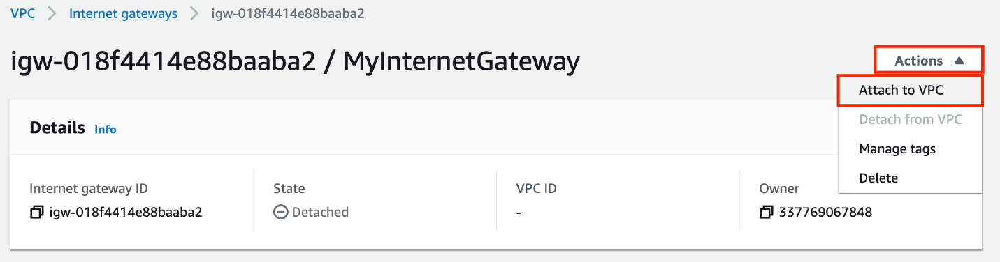 VPC > Internet gateways > igw-018f4414e88baaba2
igw-018f4414e88baaba2 / MyInternetGateway
Actions
Attach to VPC
Detach from VPC
Manage tags
Delete
Details Info
Internet gateway ID
igw-018f4414e88baaba2
State
Detached
VPC ID
-
Owner
337769067848